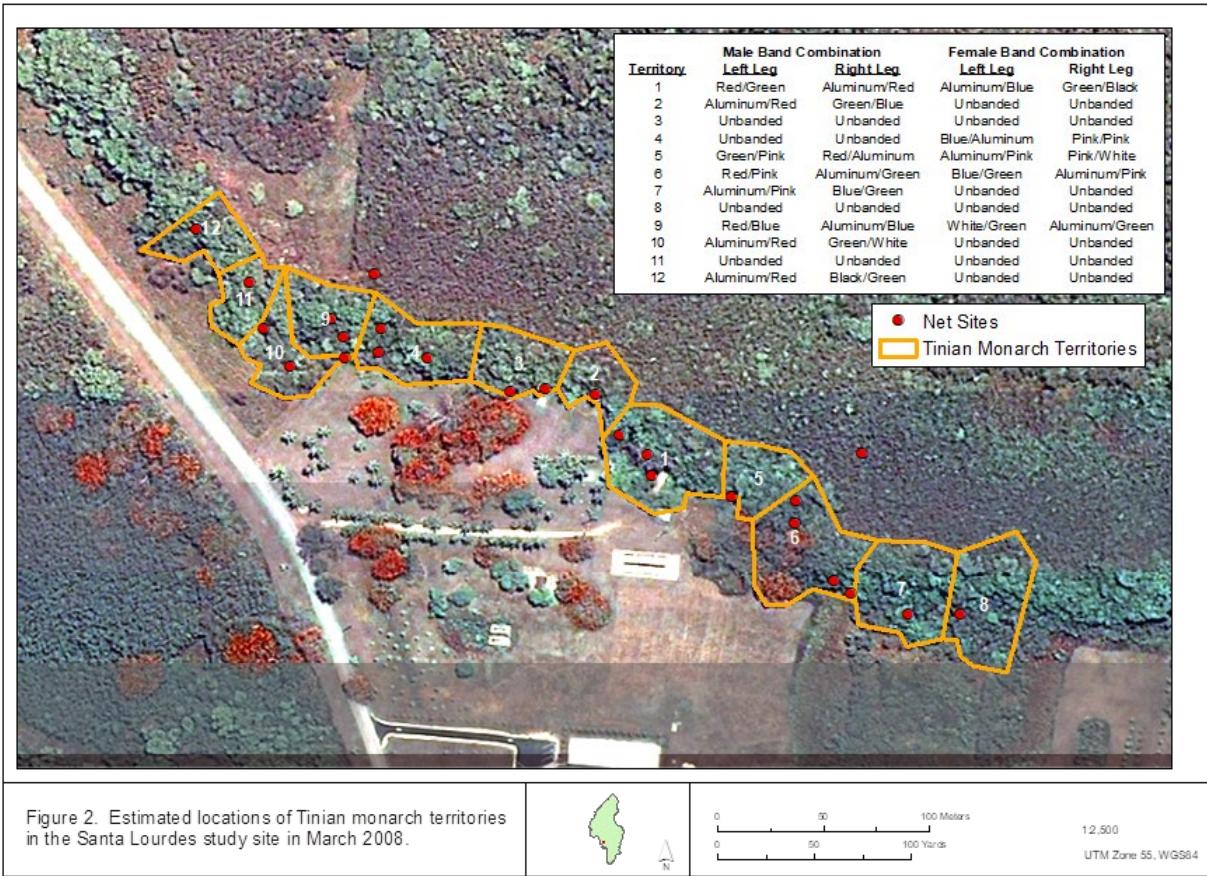 Male Band Combination Female Band Combination
Territory Left Leg Right Leg Left Leg Right Leg
1 Red/Green Aluminum/Red Aluminum/Blue Green/Black
2 Aluminum/Red Green/Blue Unbanded Unbanded
3 Unbanded Unbanded Unbanded Unbanded
4 Unbanded Unbanded Blue/Aluminum Pink/Pink
5 Green/Pink Red/Aluminum Aluminum/Pink Pink/White
6 Red/Pink Aluminum/Green Blue/Green Aluminum/Pink
7 Aluminum/Pink Blue/Green Unbanded Unbanded
8 Unbanded Unbanded Unbanded Unbanded
9 Red/Blue Aluminum/Blue White/Green Aluminum/Green
10 Aluminum/Red Green/White Unbanded Unbanded
11 Unbanded Unbanded Unbanded Unbanded
12 Aluminum/Red Black/Green Unbanded Unbanded
Net Sites
Tinian Monarch Territories
12
11
10
9
4
3
2
1
5
6
7
8
Figure 2. Estimated locations of Tinian monarch territories
in the Santa Lourdes study site in March 2008.
N
0 50 100 Meters
0 50 100 Yards
1:2,500
UTM Zone 55, WGS84